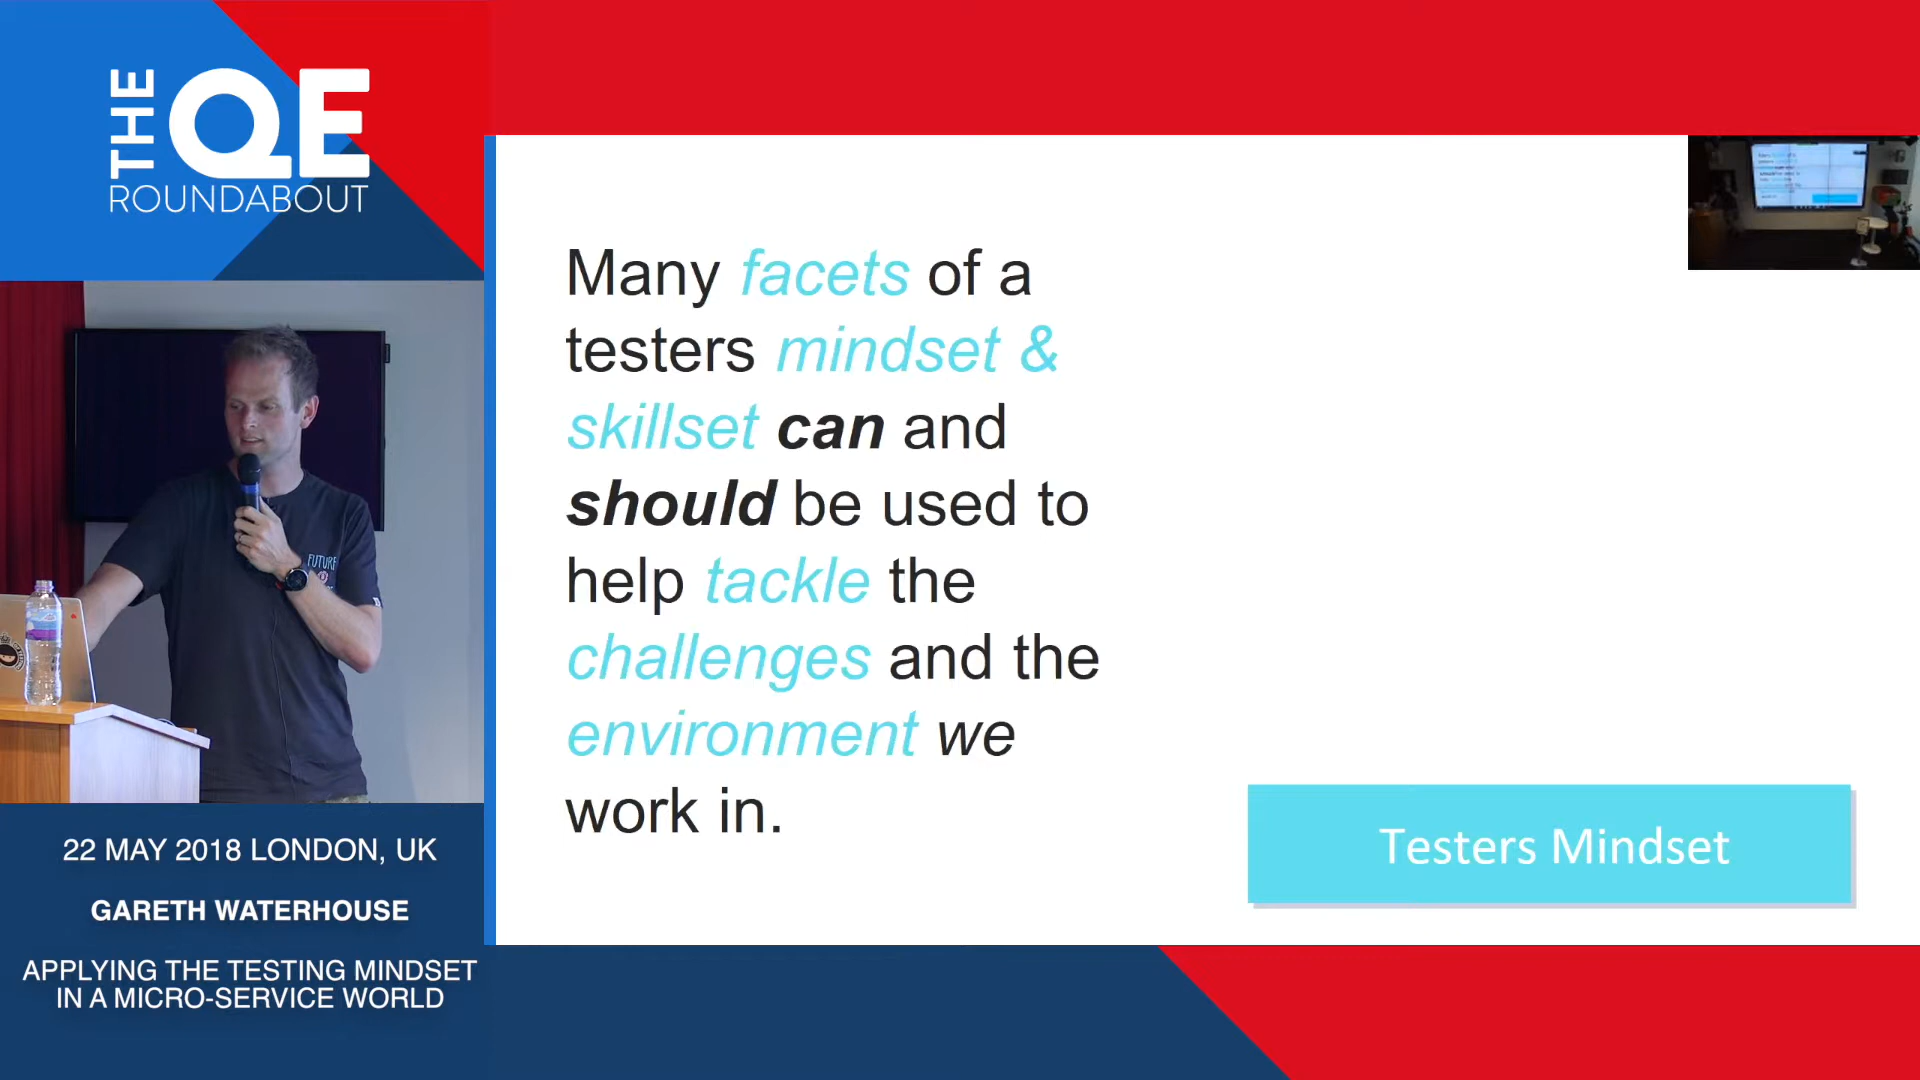 THE QE
ROUNDABOUT
Many facets of a
testers mindset &
skillset can and
should be used to
help tackle the
challenges and the
environment we
work in.
Testers Mindset
FUTURE
22 MAY 2018 LONDON, UK
GARETH WATERHOUSE
APPLYING THE TESTING MINDSET
IN A MICRO-SERVICE WORLD